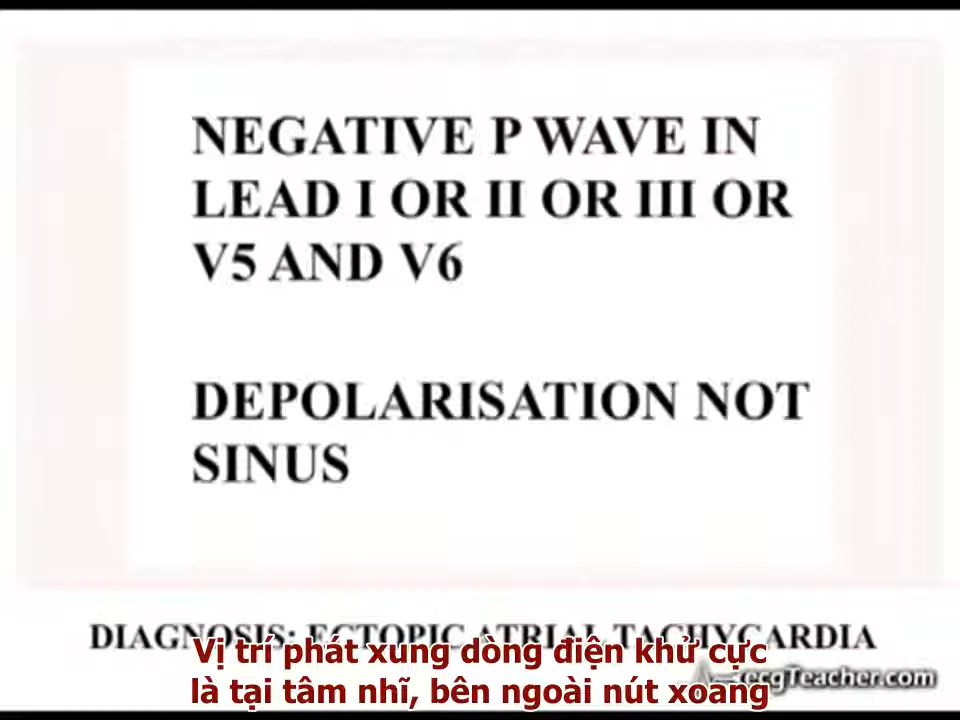 NEGATIVE P WAVE IN
LEAD I OR II OR III OR
V5 AND V6
DEPOLARISATION NOT
SINUS
DIAGNOSIS: ECTOPIC ATRIAL TACHYCARDIA
Vị trí phát xung dòng điện khử cực
là tại tâm nhĩ, bên ngoài nút xoang
ecgTeacher.com